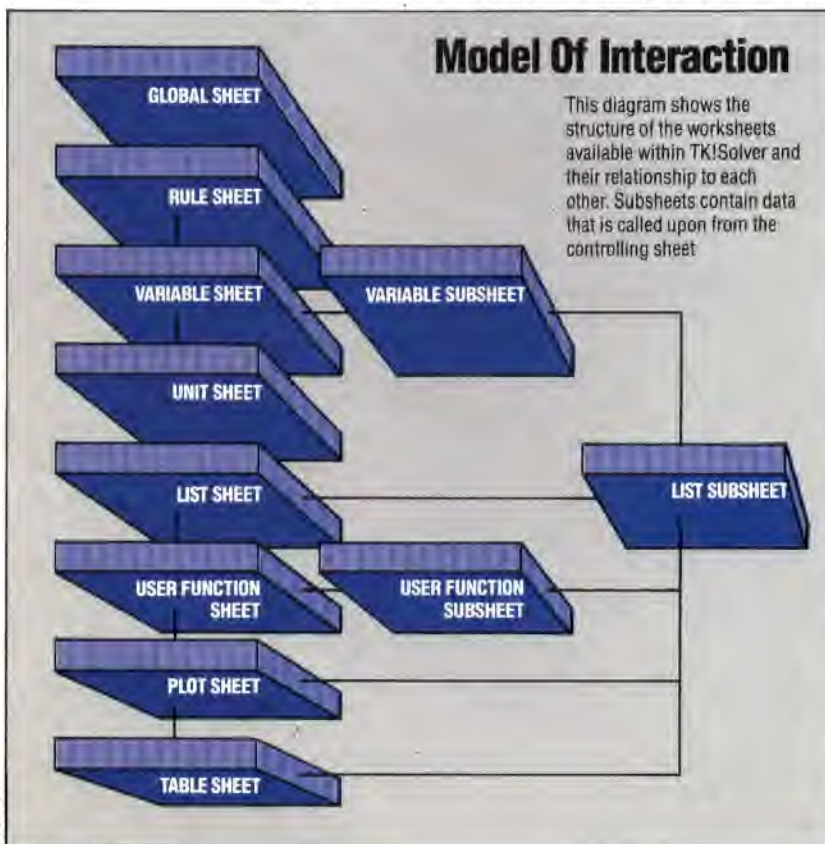 Model Of Interaction
This diagram shows the
structure of the worksheets
available within TK!Solver and
their relationship to each
other. Subsheets contain data
that is called upon from the
controlling sheet
GLOBAL SHEET
RULE SHEET
VARIABLE SHEET
VARIABLE SUBSHEET
UNIT SHEET
LIST SHEET
LIST SUBSHEET
USER FUNCTION
SHEET
USER FUNCTION
SUBSHEET
PLOT SHEET
TABLE SHEET